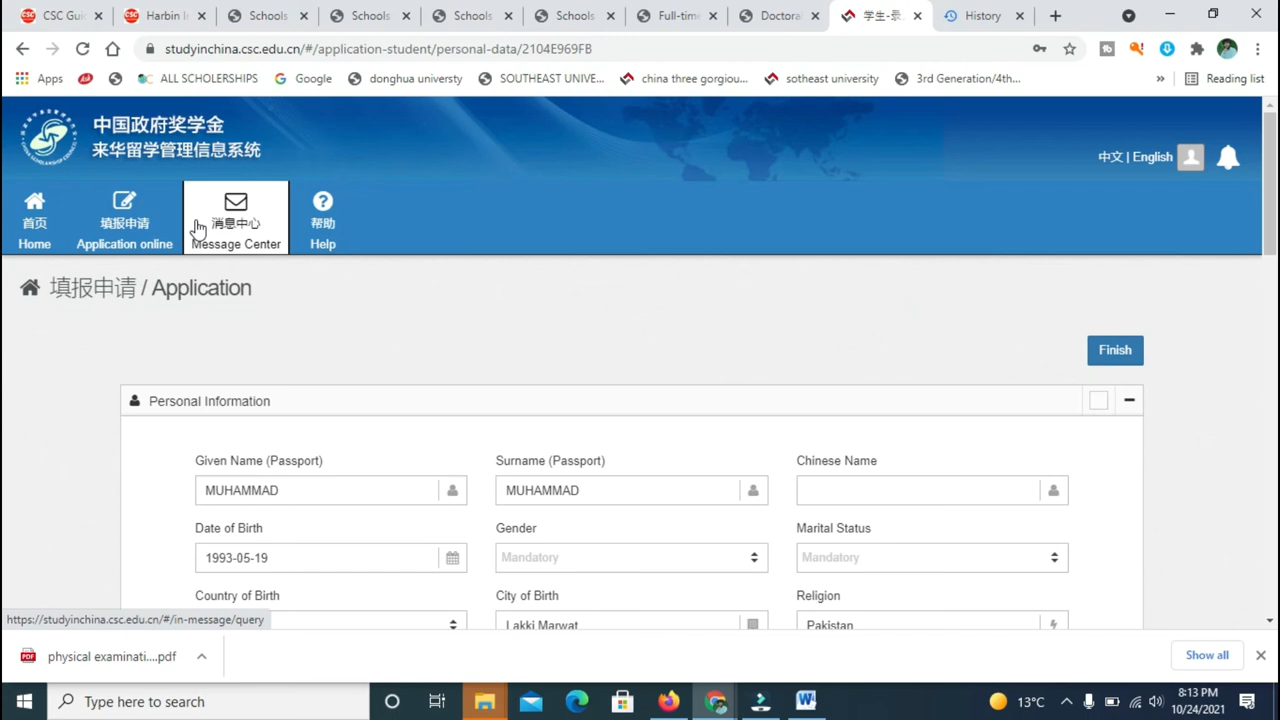 CSC Gui
Harbin In
Schools
Schools
Schools
Schools
Full-time
Doctoral
学生-录
History
studyinchina.csc.edu.cn/#/application-student/personal-data/2104E969FB
Apps
ALL SCHOLERSHIPS
Google
donghua universty
SOUTHEAST UNIVE...
china three gorgiou...
sotheast university
3rd Generation/4th...
»
Reading list
中国政府奖学金
来华留学管理信息系统
中文 | English
首页
Home
填报申请
Application online
消息中心
Message Center
帮助
Help
填报申请 / Application
Finish
Personal Information
Given Name (Passport)
Surname (Passport)
Chinese Name
MUHAMMAD
MUHAMMAD
Date of Birth
Gender
Marital Status
1993-05-19
Mandatory
Mandatory
Country of Birth
City of Birth
Religion
Lakki Marwat
Pakistan
https://studyinchina.csc.edu.cn/#/in-message/query
physical examinati....pdf
Show all
Type here to search
13°C
8:13 PM
10/24/2021